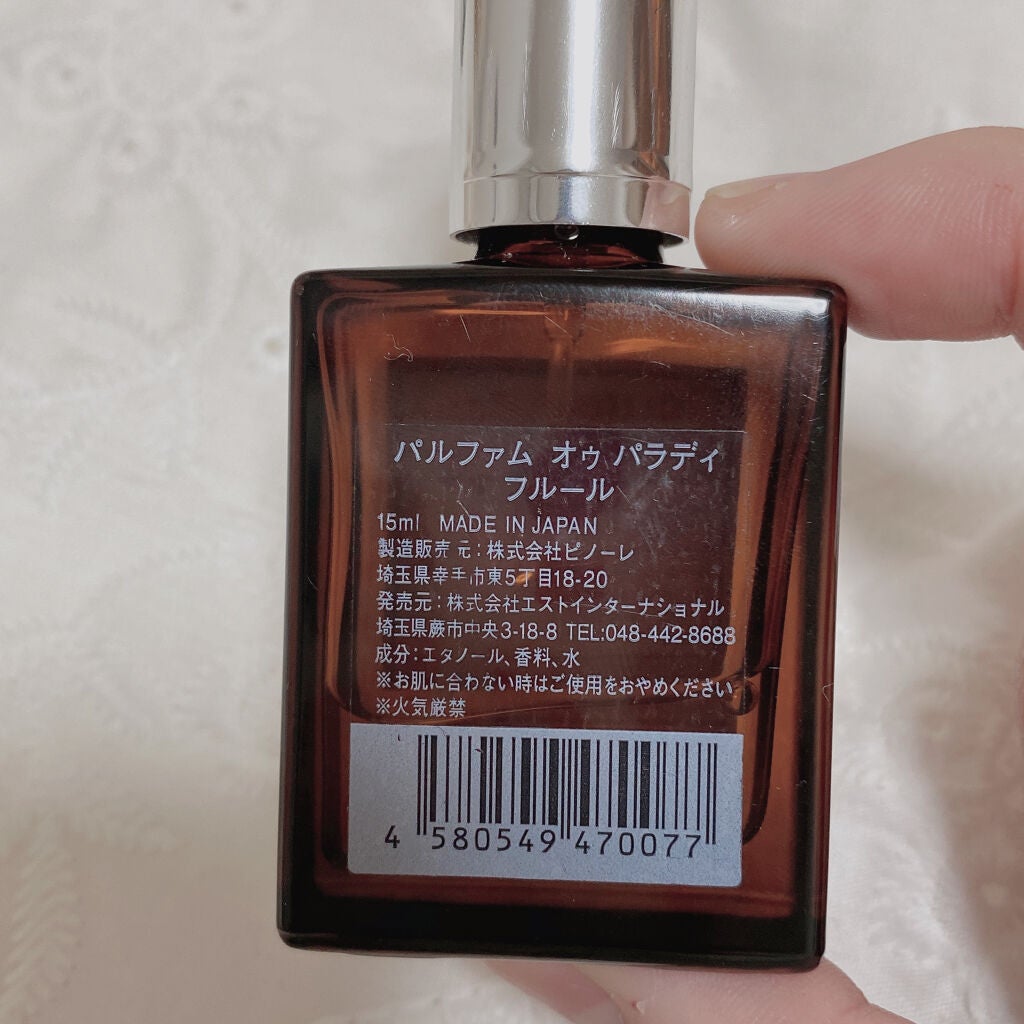 パルファム オゥ パラディ
フルール
15ml MADE IN JAPAN
製造販売元:株式会社ピノーレ
埼玉県幸手市東5丁目18-20
発売元:株式会社エストインターナショナル
埼玉県蕨市中央3-18-8 TEL:048-442-8688
成分:エタノール、香料、水
※お肌に合わない時はご使用をおやめください
※火気厳禁
4 580549 470077